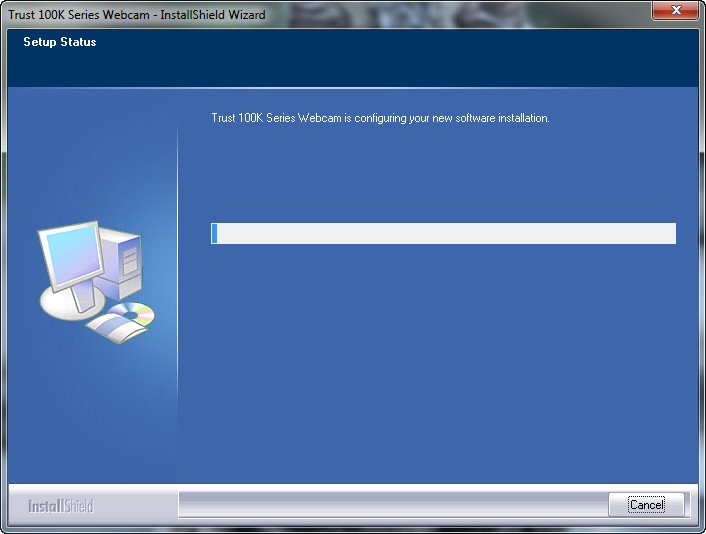 Trust 100K Series Webcam - InstallShield Wizard
Setup Status
Trust 100K Series Webcam is configuring your new software installation.
InstallShield
Cancel